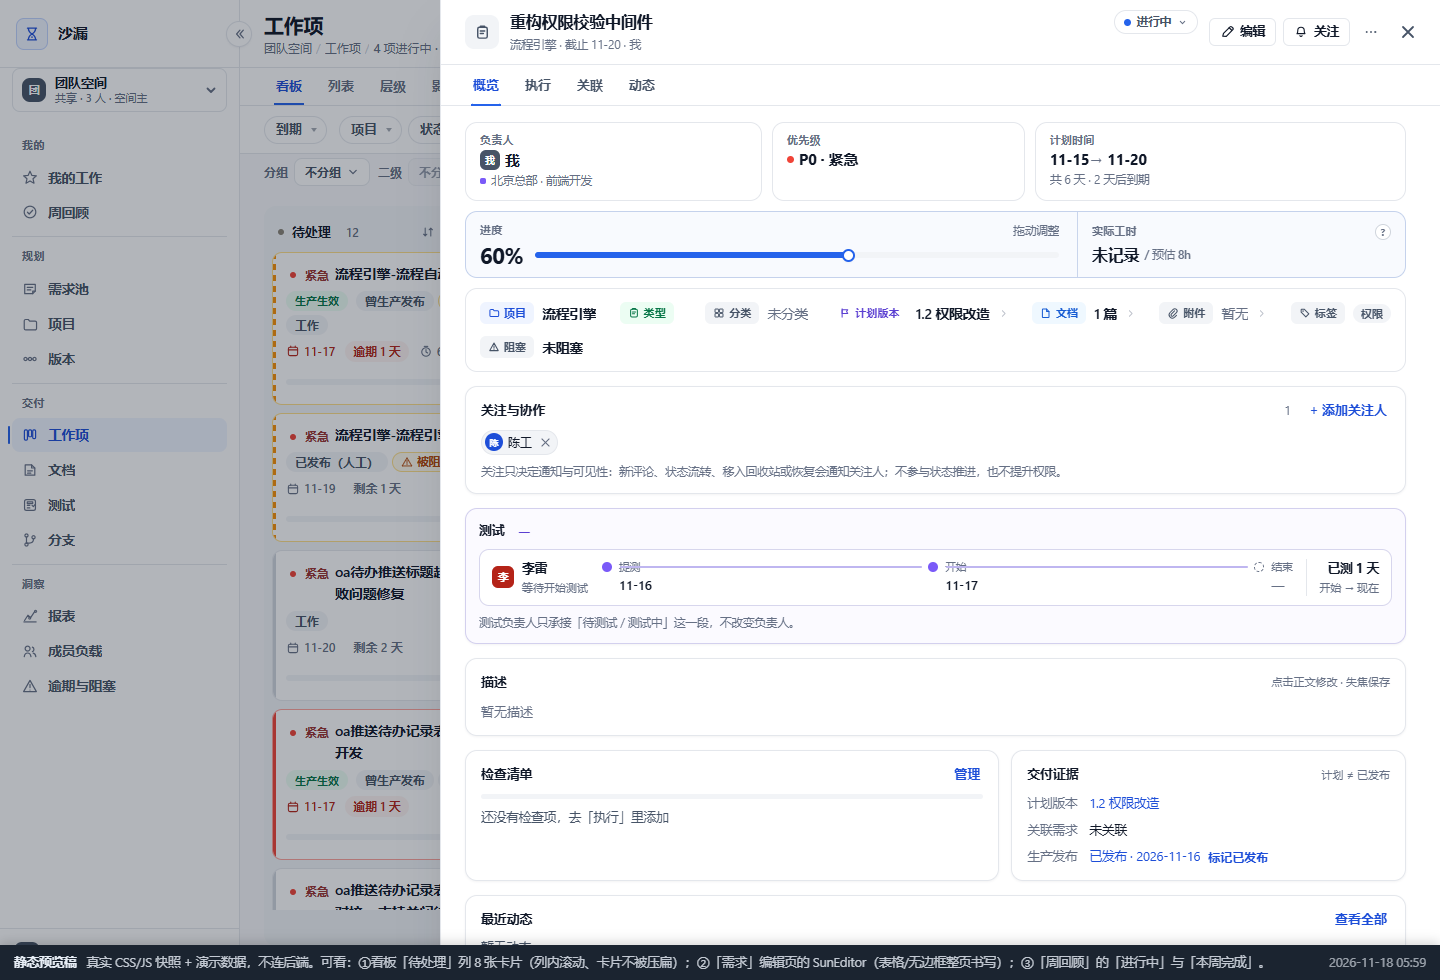 沙漏
团 团队空间
共享 · 3 人 · 空间主
我的
我的工作
周回顾
规划
需求池
项目
版本
交付
工作项
文档
测试
分支
洞察
报表
成员负载
逾期与阻塞
工作项
团队空间 / 工作项 / 4 项进行中 ·
看板 列表 层级
到期 项目 状态
分组 不分组 二级 不分
待处理 12
紧急 流程引擎-流程自
生产生效 曾生产发布
工作
11-17 逾期 1 天
紧急 流程引擎-流程引
已发布（人工） 被阻
11-19 剩余 1 天
紧急 oa待办推送标题
败问题修复
工作
11-20 剩余 2 天
紧急 oa推送待办记录
开发
生产生效 曾生产发布
11-17 逾期 1 天
紧急 oa推送待办记录
重构权限校验中间件
流程引擎 · 截止 11-20 · 我
进行中 编辑 关注 ···
概览 执行 关联 动态
负责人
我 我
北京总部 · 前端开发
优先级
P0 · 紧急
计划时间
11-15→ 11-20
共 6 天 · 2 天后到期
进度 拖动调整
60%
实际工时 ?
未记录 / 预估 8h
项目 流程引擎 类型 分类 未分类 计划版本 1.2 权限改造 文档 1 篇 附件 暂无 标签 权限
阻塞 未阻塞
关注与协作 1 + 添加关注人
陈 陈工
关注只决定通知与可见性：新评论、状态流转、移入回收站或恢复会通知关注人；不参与状态推进，也不提升权限。
测试 —
李 李雷 提测 开始 结束 已测 1 天
等待开始测试 11-16 11-17 — 开始 → 现在
测试负责人只承接「待测试 / 测试中」这一段，不改变负责人。
描述 点击正文修改 · 失焦保存
暂无描述
检查清单 管理
还没有检查项，去「执行」里添加
交付证据 计划 ≠ 已发布
计划版本 1.2 权限改造
关联需求 未关联
生产发布 已发布 · 2026-11-16 标记已发布
最近动态 查看全部
静态预览稿 真实 CSS/JS 快照 + 演示数据，不连后端。可看：①看板「待处理」列 8 张卡片（列内滚动、卡片不被压扁）；②「需求」编辑页的 SunEditor（表格/无边框整页书写）；③「周回顾」的「进行中」与「本周完成」。 2026-11-18 05:59